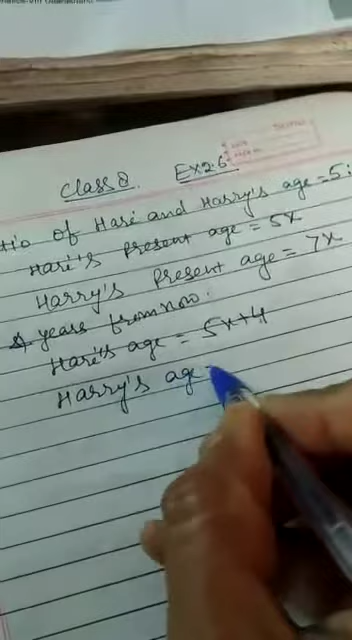 Class 8. Ex 2.6
tio of Hari and Harry's age = 5:
Hari's present age = 5x
Harry's present age = 7x
4 years from now.
Hari's age = 5x+4
Harry's age =